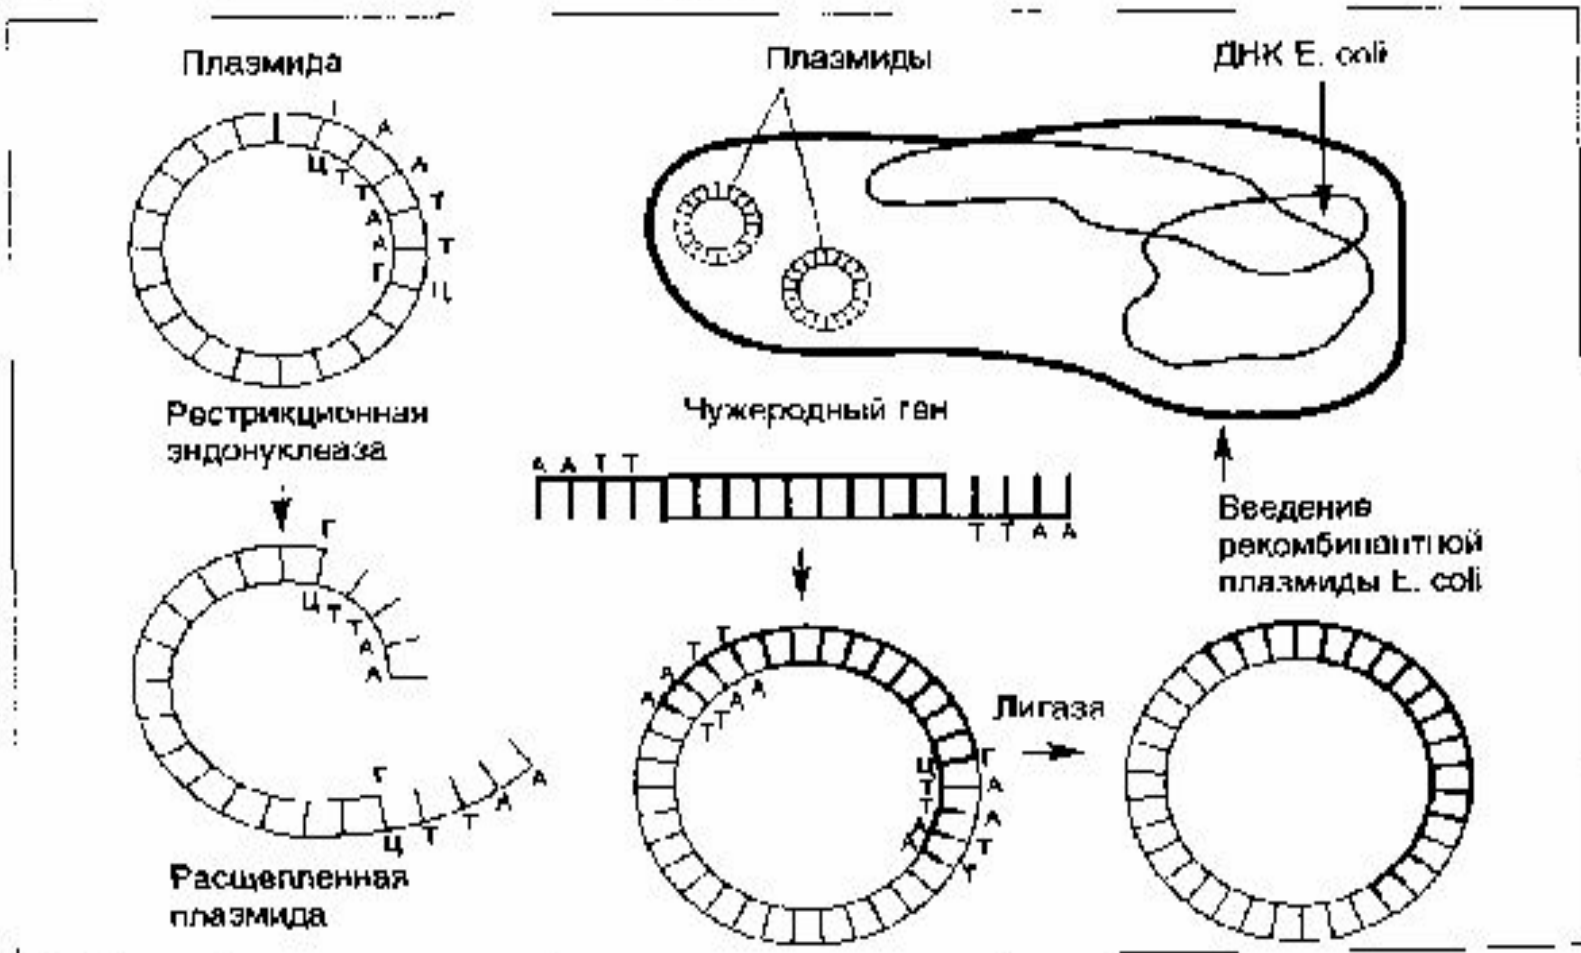 Плазмида
Плазмиды
ДНК E. coli
А
А
Т
Т
Ц
Ц
Т
Т
А
А
Г
Рестрикционная
эндонуклеаза
Чужеродный ген
А А Т Т
Т Т А А
Введение
рекомбинантной
плазмиды E. coli
Г
Ц
Т
Т
А
А
Г
Ц Т Т А А
Расщепленная
плазмида
А А Т Т
Т Т А А
Лигаза
Ц Г
Т А
Т А
А Т
А Т